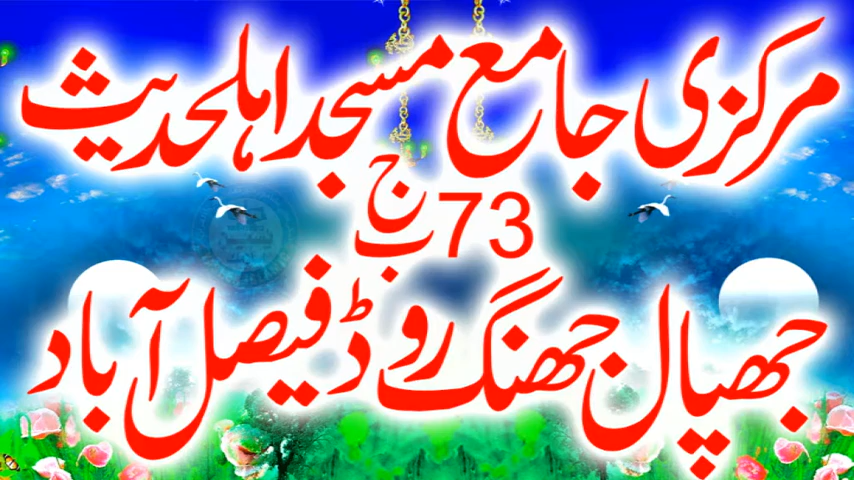 مرکزی جامع مسجد اہلحدیث
73 ج ب
جھپال جھنگ روڈ فیصل آباد